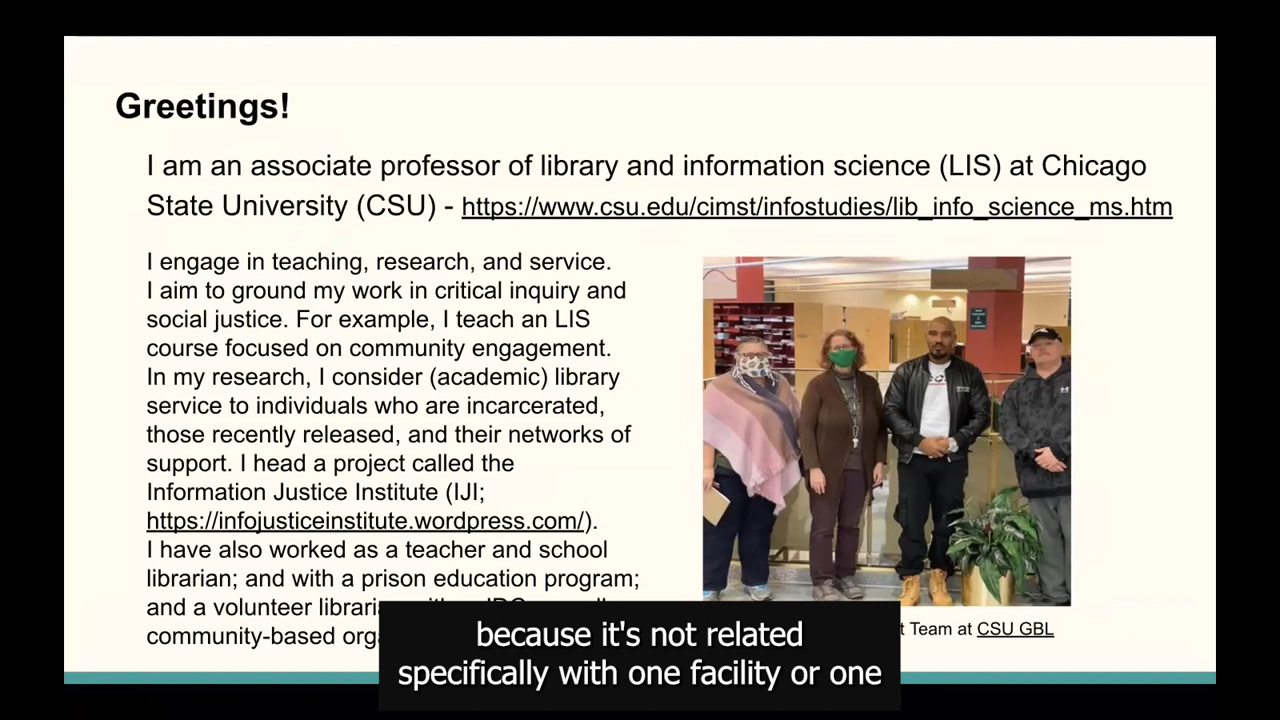 Greetings!
I am an associate professor of library and information science (LIS) at Chicago
State University (CSU) - https://www.csu.edu/cimst/infostudies/lib_info_science_ms.htm
I engage in teaching, research, and service.
I aim to ground my work in critical inquiry and
social justice. For example, I teach an LIS
course focused on community engagement.
In my research, I consider (academic) library
service to individuals who are incarcerated,
those recently released, and their networks of
support. I head a project called the
Information Justice Institute (IJI;
https://infojusticeinstitute.wordpress.com/).
I have also worked as a teacher and school
librarian; and with a prison education program;
and a volunteer
community-based
Team at CSU GBL
because it's not related
specifically with one facility or one